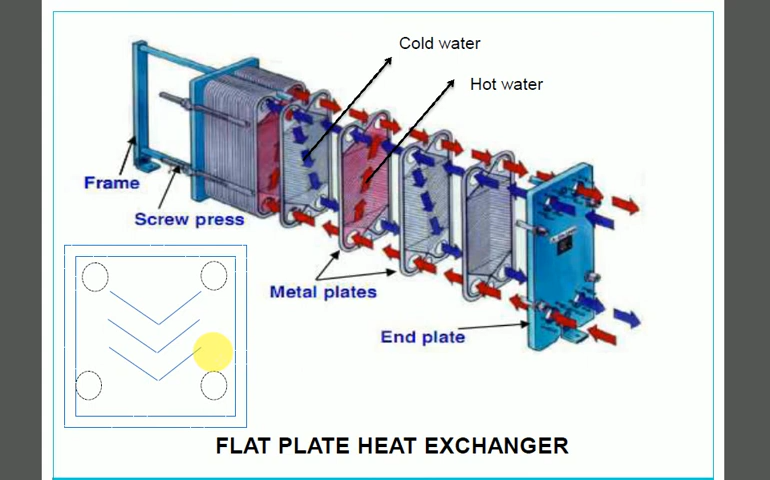 Cold water
Hot water
Frame
Screw press
Metal plates
End plate
FLAT PLATE HEAT EXCHANGER